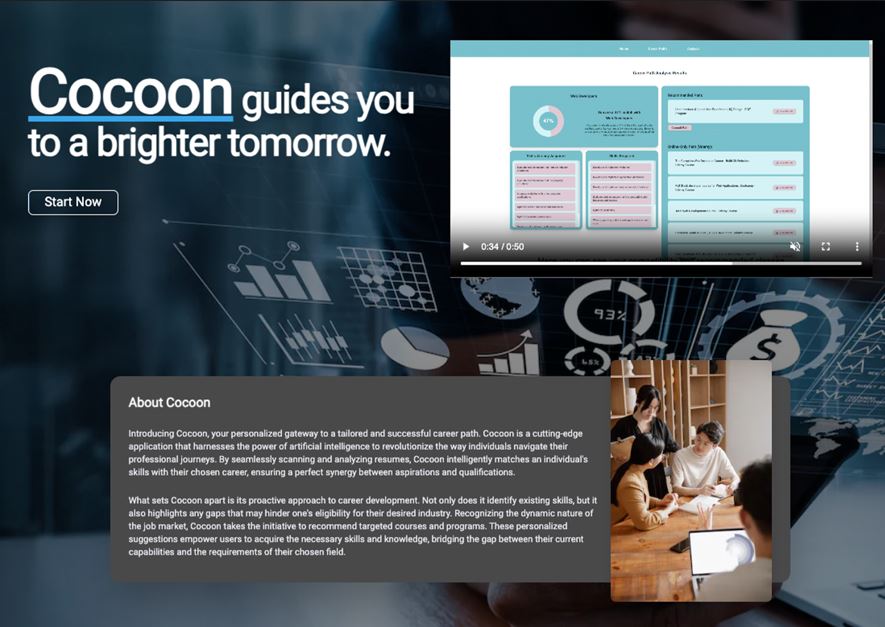 Cocoon guides you
to a brighter tomorrow.
Start Now
Home
Career Paths
Career Path Analysis Results
Web Developers
47%
Web Developers
Recommended Paths
Skills Required
0:34 / 0:50
93%
$
About Cocoon
Introducing Cocoon, your personalized gateway to a tailored and successful career path. Cocoon is a cutting-edge
application that harnesses the power of artificial intelligence to revolutionize the way individuals navigate their
professional journeys. By seamlessly scanning and analyzing resumes, Cocoon intelligently matches an individual's
skills with their chosen career, ensuring a perfect synergy between aspirations and qualifications.
What sets Cocoon apart is its proactive approach to career development. Not only does it identify existing skills, but it
also highlights any gaps that may hinder one's eligibility for their desired industry. Recognizing the dynamic nature of
the job market, Cocoon takes the initiative to recommend targeted courses and programs. These personalized
suggestions empower users to acquire the necessary skills and knowledge, bridging the gap between their current
capabilities and the requirements of their chosen field.